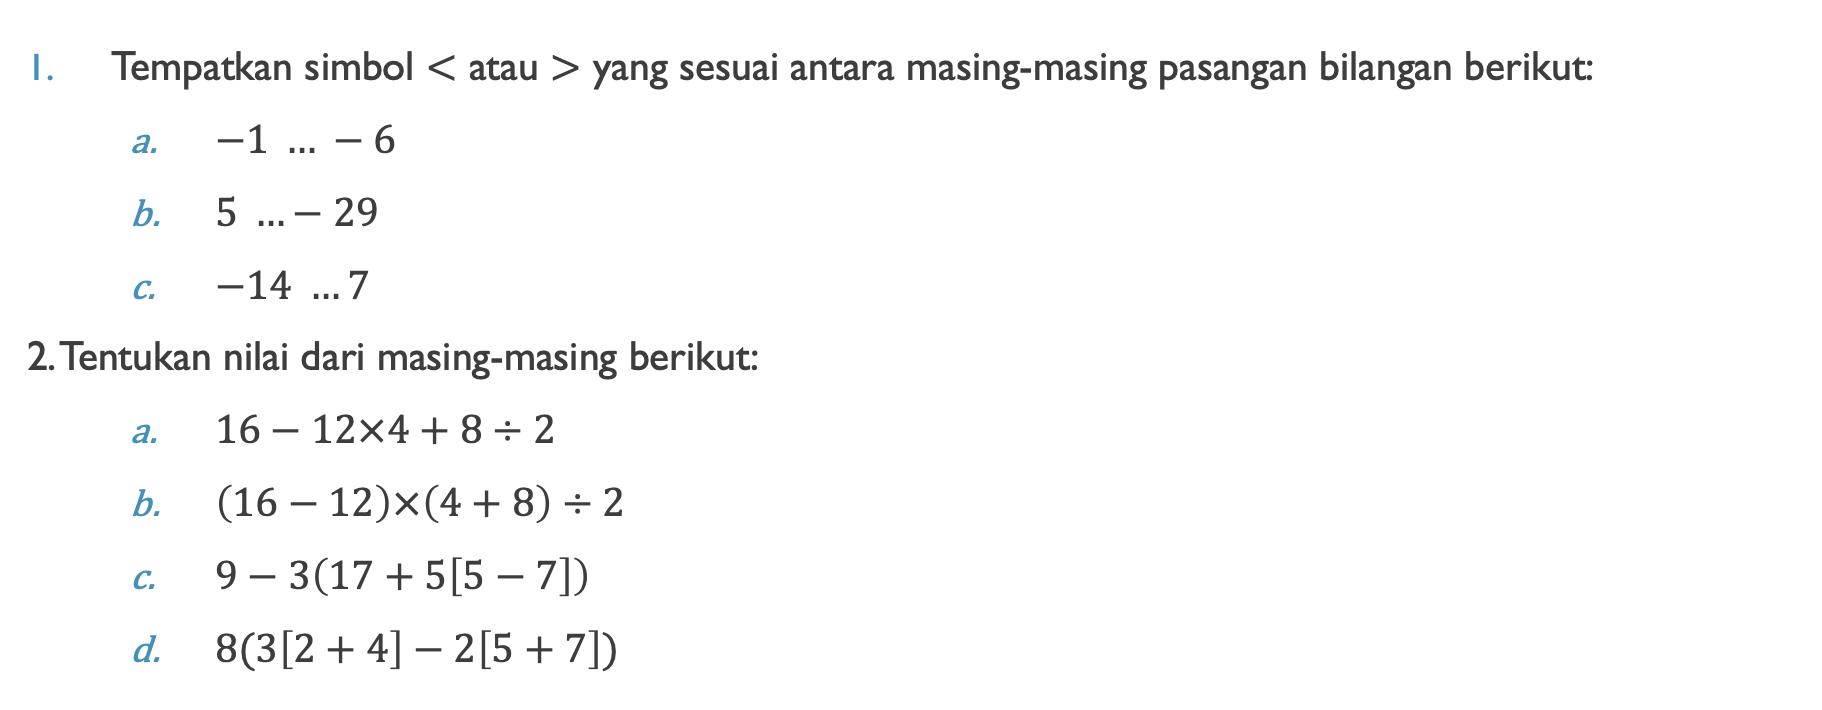 1. Tempatkan simbol < atau > yang sesuai antara masing-masing pasangan bilangan berikut:
a. −1 ... − 6
b. 5 ... − 29
c. −14 ... 7
2. Tentukan nilai dari masing-masing berikut:
a. 16 − 12×4 + 8 ÷ 2
b. (16 − 12)×(4 + 8) ÷ 2
c. 9 − 3(17 + 5[5 − 7])
d. 8(3[2 + 4] − 2[5 + 7])